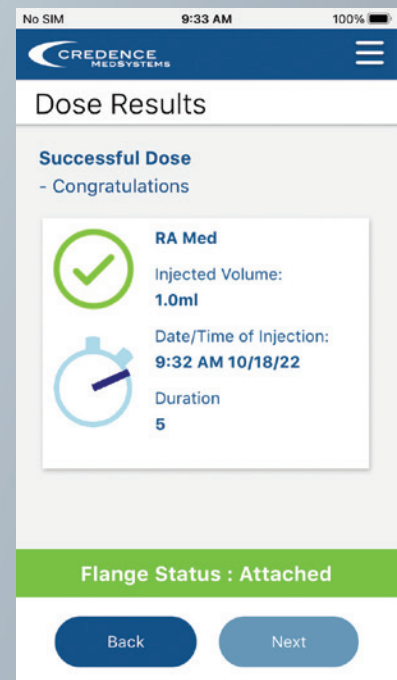 No SIM 9:33 AM 100%
CREDENCE
MEDSYSTEMS
Dose Results
Successful Dose
- Congratulations
RA Med
Injected Volume:
1.0ml
Date/Time of Injection:
9:32 AM 10/18/22
Duration
5
Flange Status : Attached
Back Next